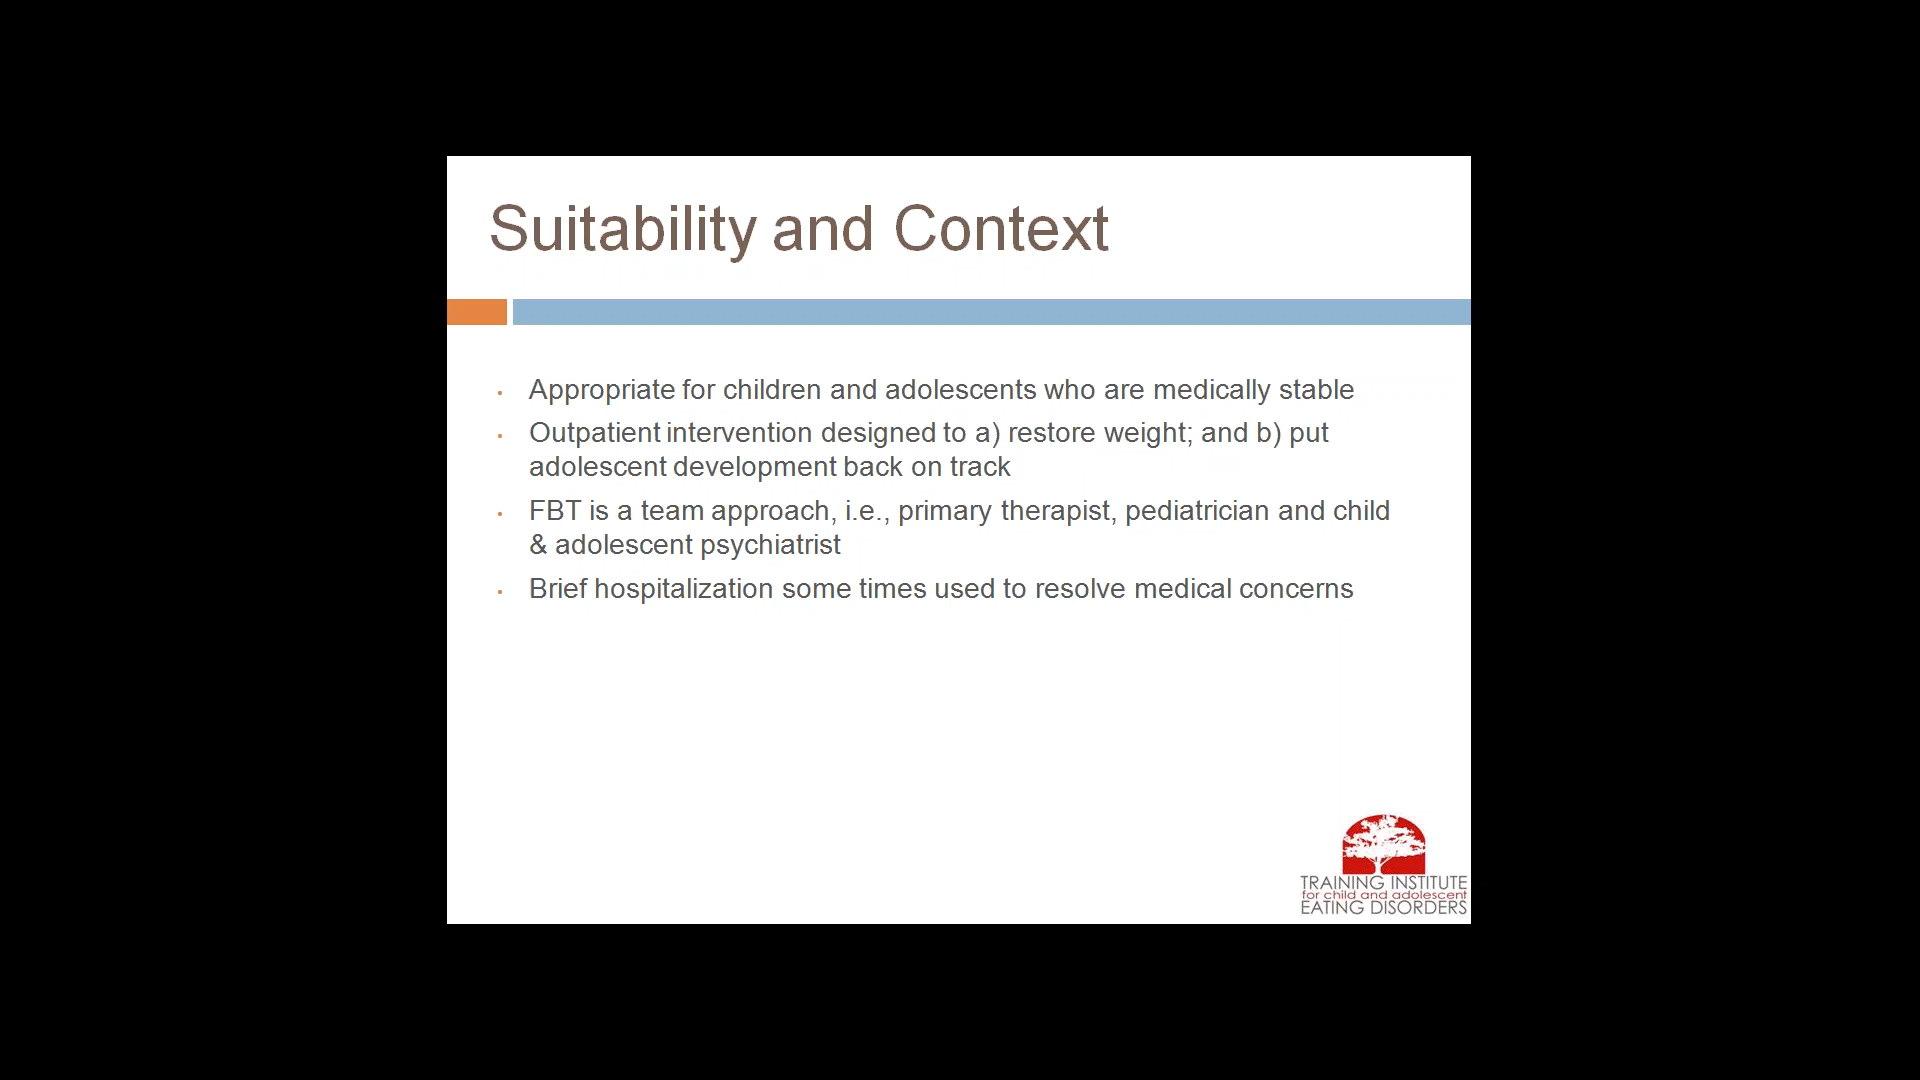 Suitability and Context
• Appropriate for children and adolescents who are medically stable
• Outpatient intervention designed to a) restore weight; and b) put
adolescent development back on track
• FBT is a team approach, i.e., primary therapist, pediatrician and child
& adolescent psychiatrist
• Brief hospitalization some times used to resolve medical concerns
TRAINING INSTITUTE
for child and adolescent
EATING DISORDERS